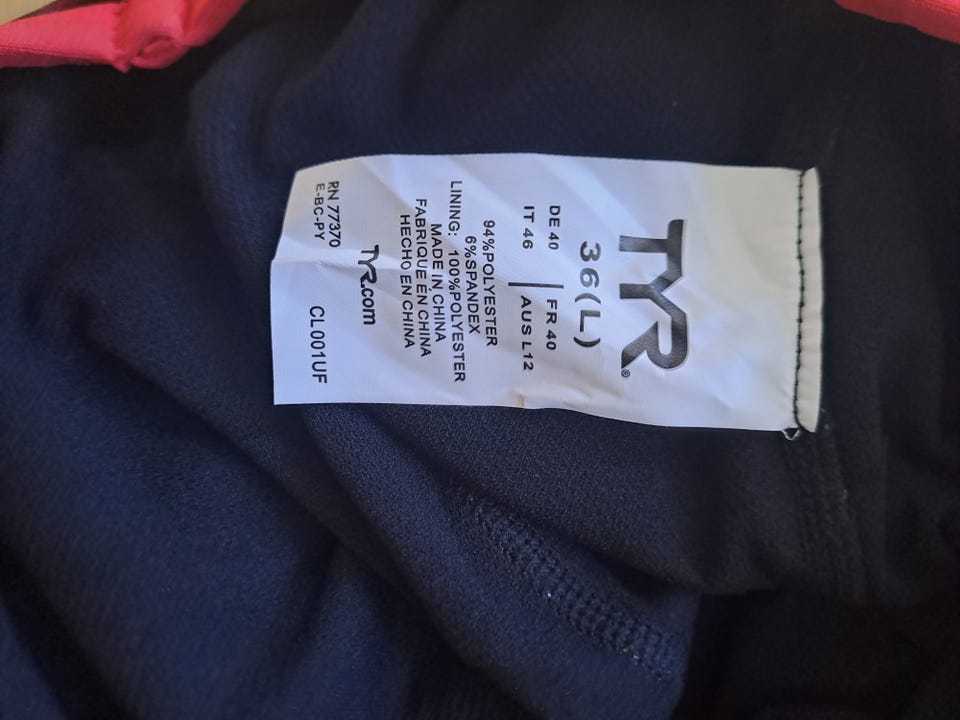 TYR®
36(L)
DE 40 | FR 40
IT 46 | AUS L12
94%POLYESTER
6%SPANDEX
LINING: 100%POLYESTER
MADE IN CHINA
FABRIQUE EN CHINA
HECHO EN CHINA
TYR.com
RN 77370
E-BC-PY CL001UF